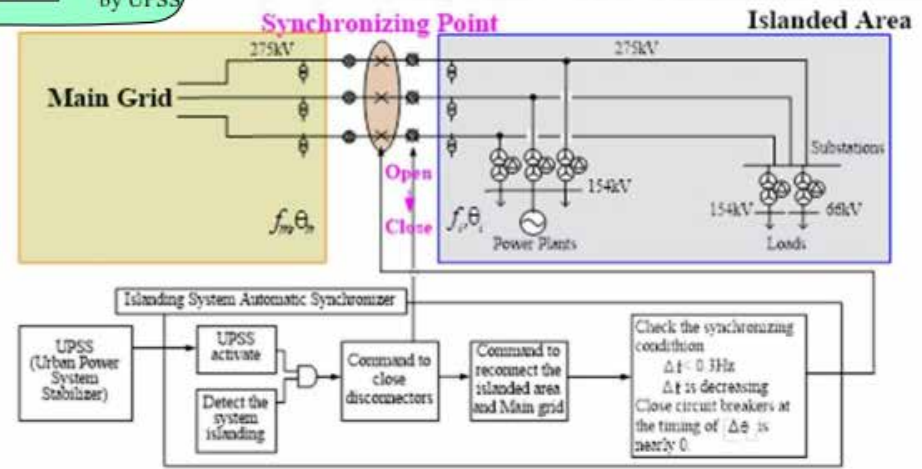 by UPSS
Synchronizing Point
Islanded Area
275kV
275kV
Main Grid
Substations
Open
154kV
154kV
66kV
Close
Power Plants
Loads
Islanding System Automatic Synchronizer
UPSS
(Urban Power
System
Stabilizer)
UPSS
activate
Detect the
system
islanding
Command to
close
disconnectors
Command to
reconnect the
islanded area
and Main grid
Check the synchronizing
condithion
Δf< 0.3Hz
Δf is decreasing
Close circuit breakers at
the timing of Δθ is
nearly 0.